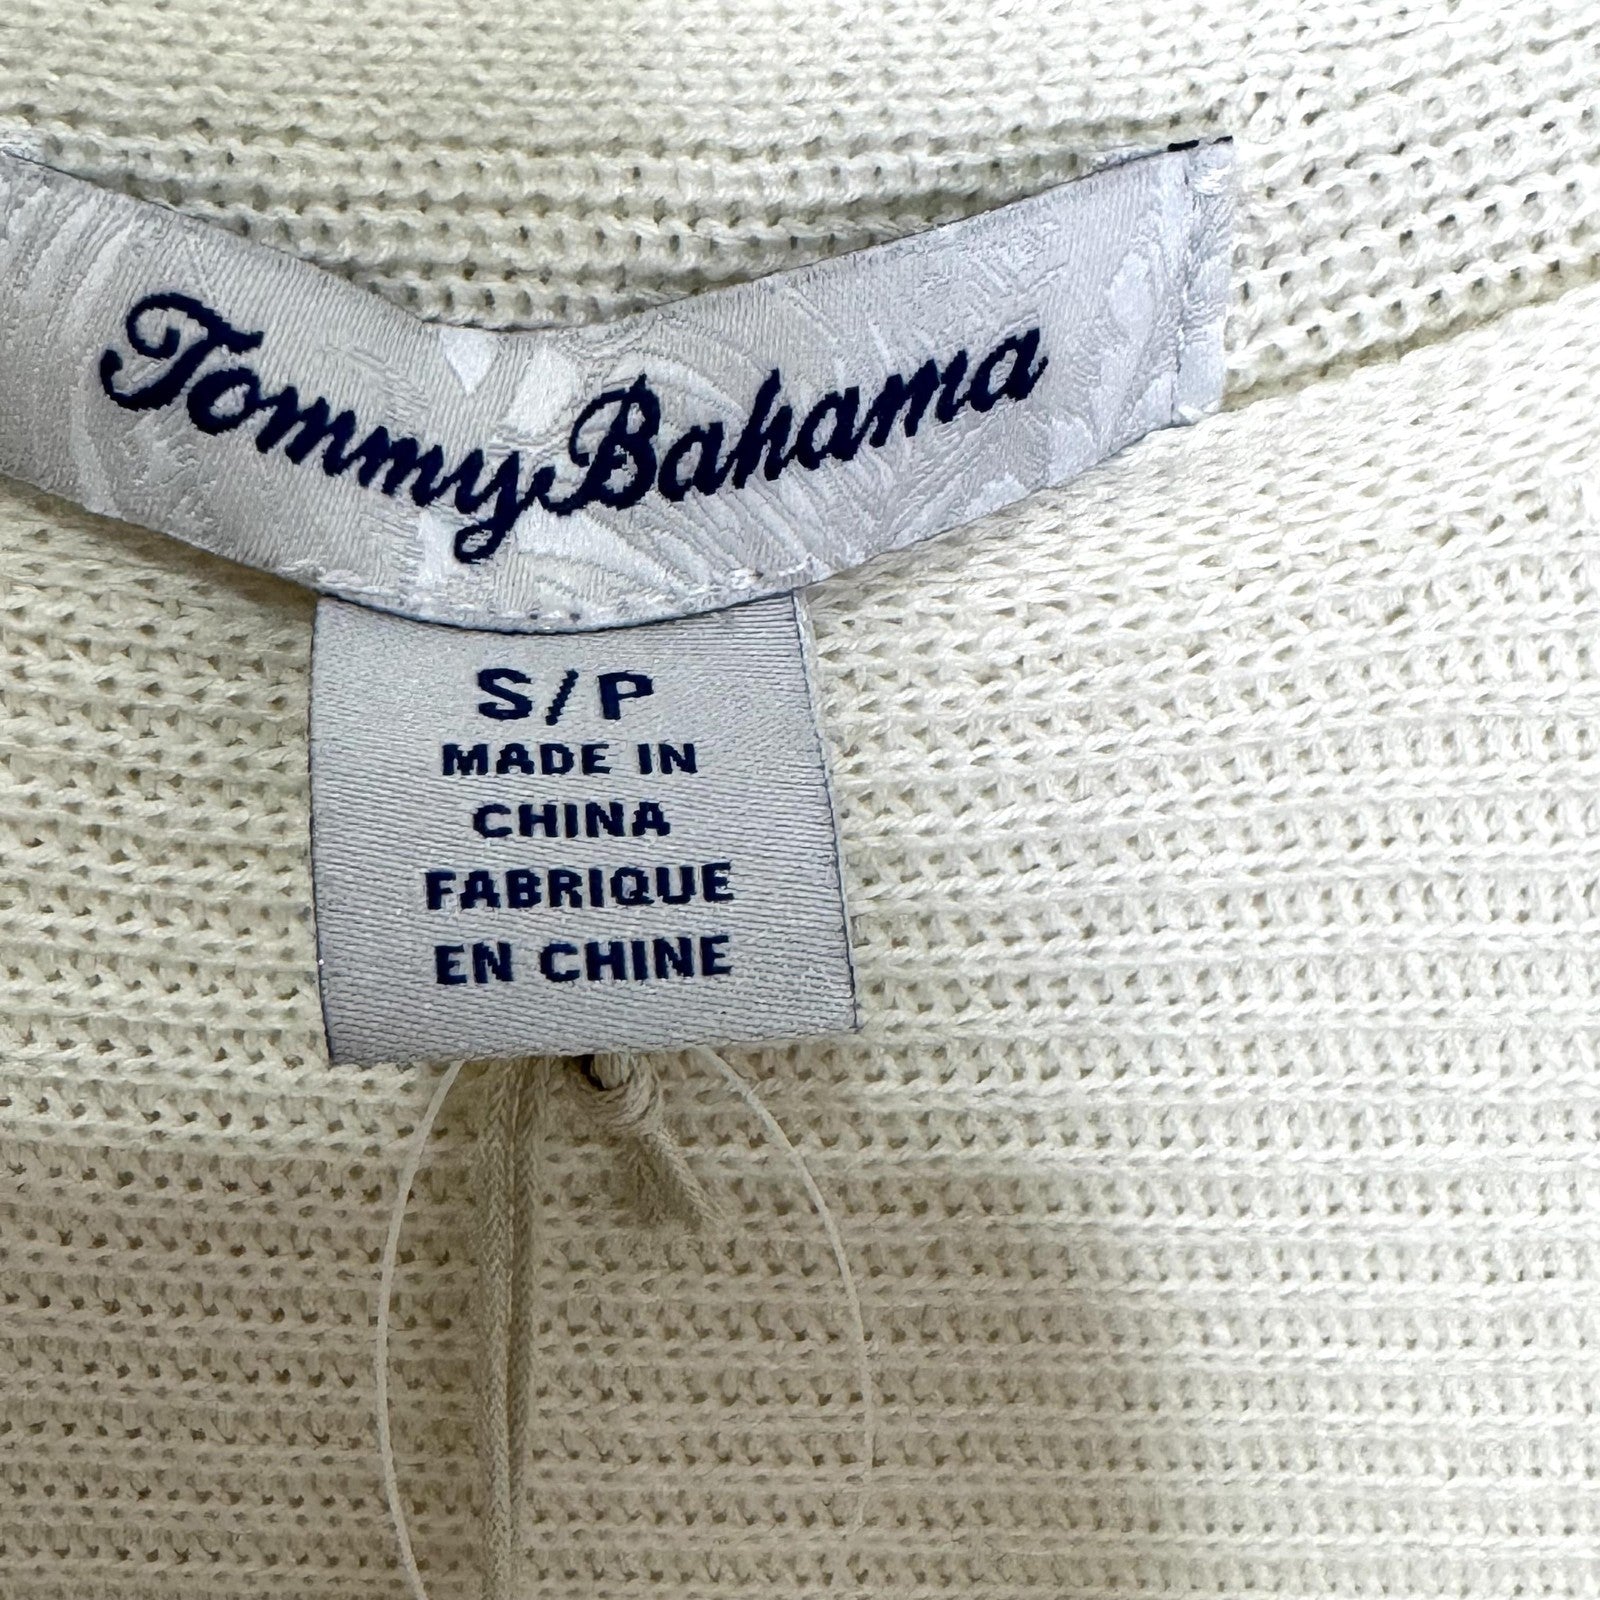 Tommy Bahama
S/P
MADE IN
CHINA
FABRIQUE
EN CHINE